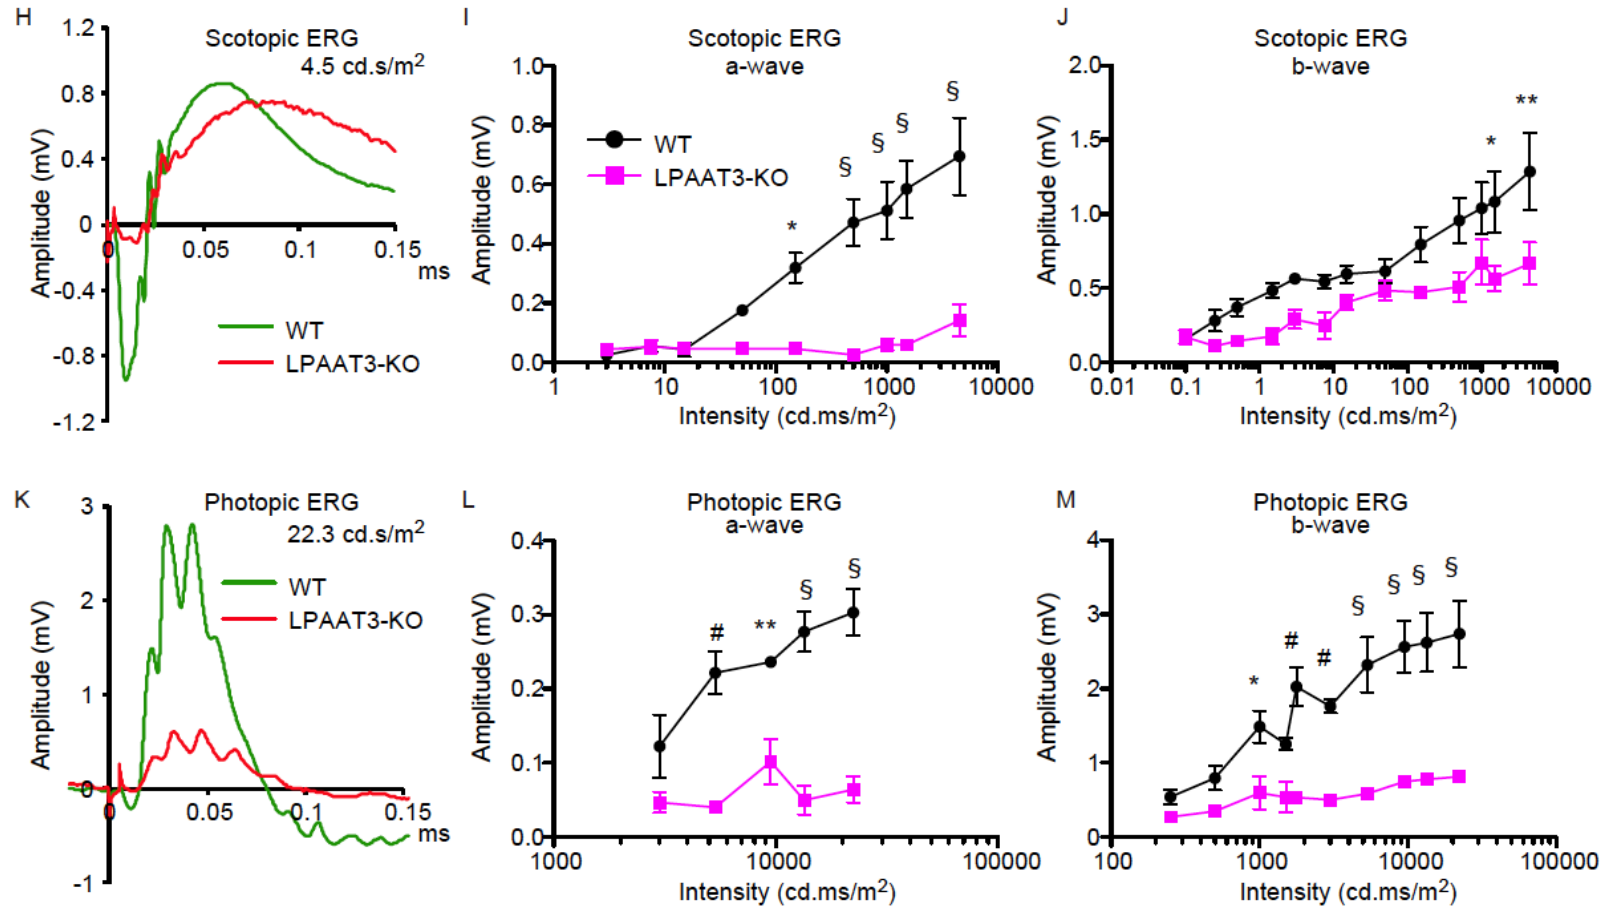 H
Scotopic ERG
4.5 cd.s/m2
1.2
0.8
0.4
0
-0.4
-0.8
-1.2
Amplitude (mV)
0
0.05
0.1
0.15
ms
WT
LPAAT3-KO
I
Scotopic ERG
a-wave
1.0
0.8
0.6
0.4
0.2
0.0
Amplitude (mV)
WT
LPAAT3-KO
*
§
§
§
§
1
10
100
1000
10000
Intensity (cd.ms/m2)
J
Scotopic ERG
b-wave
2.0
1.5
1.0
0.5
0.0
Amplitude (mV)
*
**
0.01
0.1
1
10
100
1000
10000
Intensity (cd.ms/m2)
K
Photopic ERG
22.3 cd.s/m2
3
2
1
0
-1
Amplitude (mV)
WT
LPAAT3-KO
0
0.05
0.1
0.15
ms
L
Photopic ERG
a-wave
0.4
0.3
0.2
0.1
0.0
Amplitude (mV)
#
**
§
§
1000
10000
100000
Intensity (cd.ms/m2)
M
Photopic ERG
b-wave
4
3
2
1
0
Amplitude (mV)
*
#
#
§
§
§
§
100
1000
10000
100000
Intensity (cd.ms/m2)